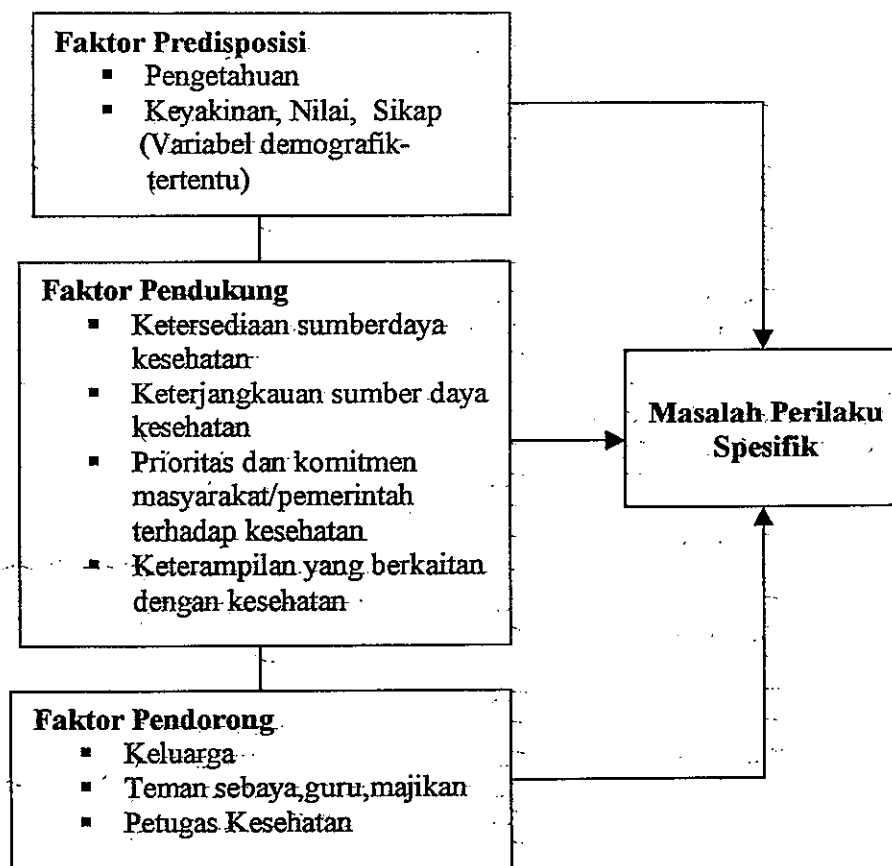 Faktor Predisposisi
▪ Pengetahuan
▪ Keyakinan, Nilai, Sikap
(Variabel demografik-
tertentu)
Faktor Pendukung
▪ Ketersediaan sumberdaya
kesehatan
▪ Keterjangkauan sumber daya
kesehatan
▪ Prioritas dan komitmen
masyarakat/pemerintah
terhadap kesehatan
▪ Keterampilan yang berkaitan
dengan kesehatan
Masalah Perilaku
Spesifik
Faktor Pendorong
▪ Keluarga
▪ Teman sebaya,guru,majikan
▪ Petugas Kesehatan